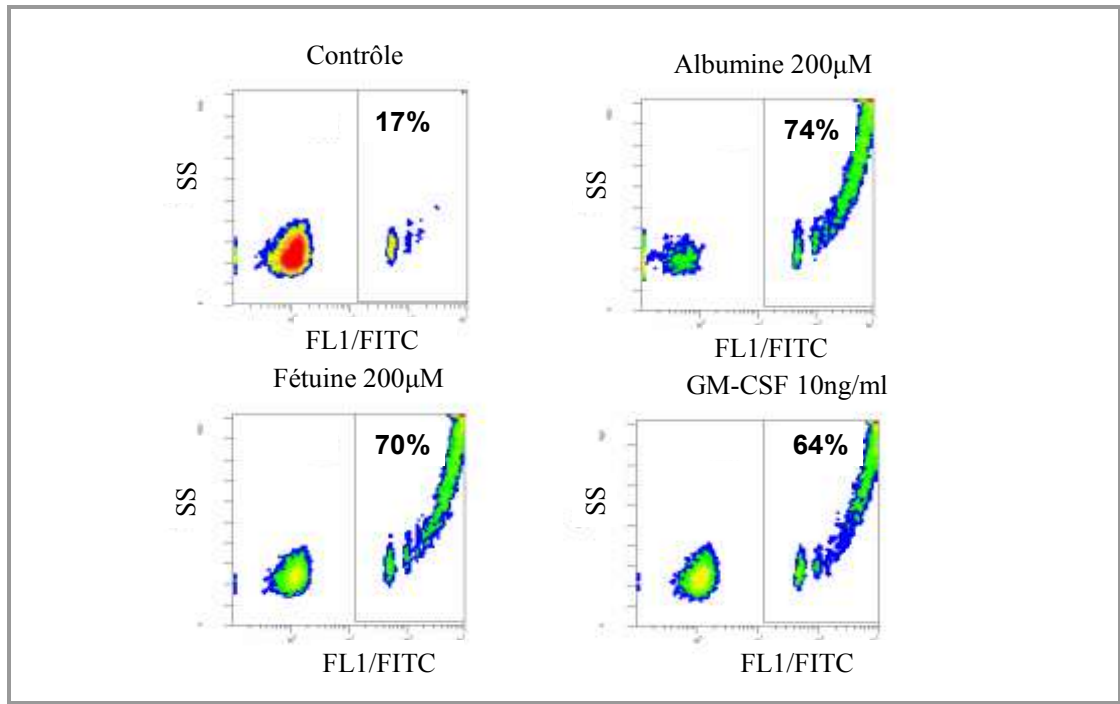 Contrôle
17%
SS
FL1/FITC
Albumine 200µM
74%
SS
FL1/FITC
Fétuine 200µM
70%
SS
FL1/FITC
GM-CSF 10ng/ml
64%
SS
FL1/FITC